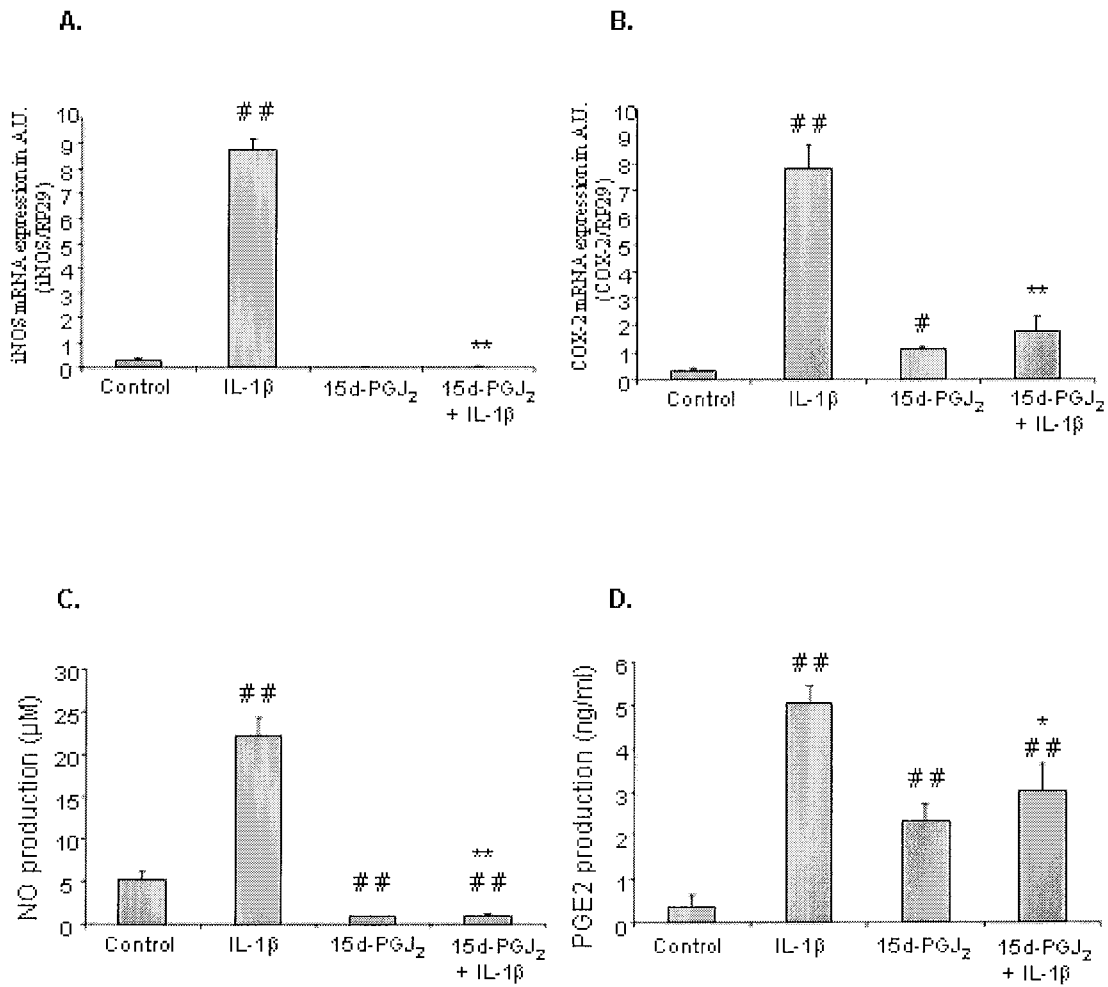 A.
##
iNOS mRNA expression in A.U.
(iNOS/RP29)
10
9
8
7
6
5
4
3
2
1
0
**
Control
IL-1β
15d-PGJ2
15d-PGJ2
+ IL-1β
B.
##
COX-2 mRNA expression in A.U.
(COX-2/RP29)
10
9
8
7
6
5
4
3
2
1
0
#
**
Control
IL-1β
15d-PGJ2
15d-PGJ2
+ IL-1β
C.
##
NO production (µM)
30
25
20
15
10
5
0
##
**
##
Control
IL-1β
15d-PGJ2
15d-PGJ2
+ IL-1β
D.
##
PGE2 production (ng/ml)
6
5
4
3
2
1
0
##
*
##
Control
IL-1β
15d-PGJ2
15d-PGJ2
+ IL-1β